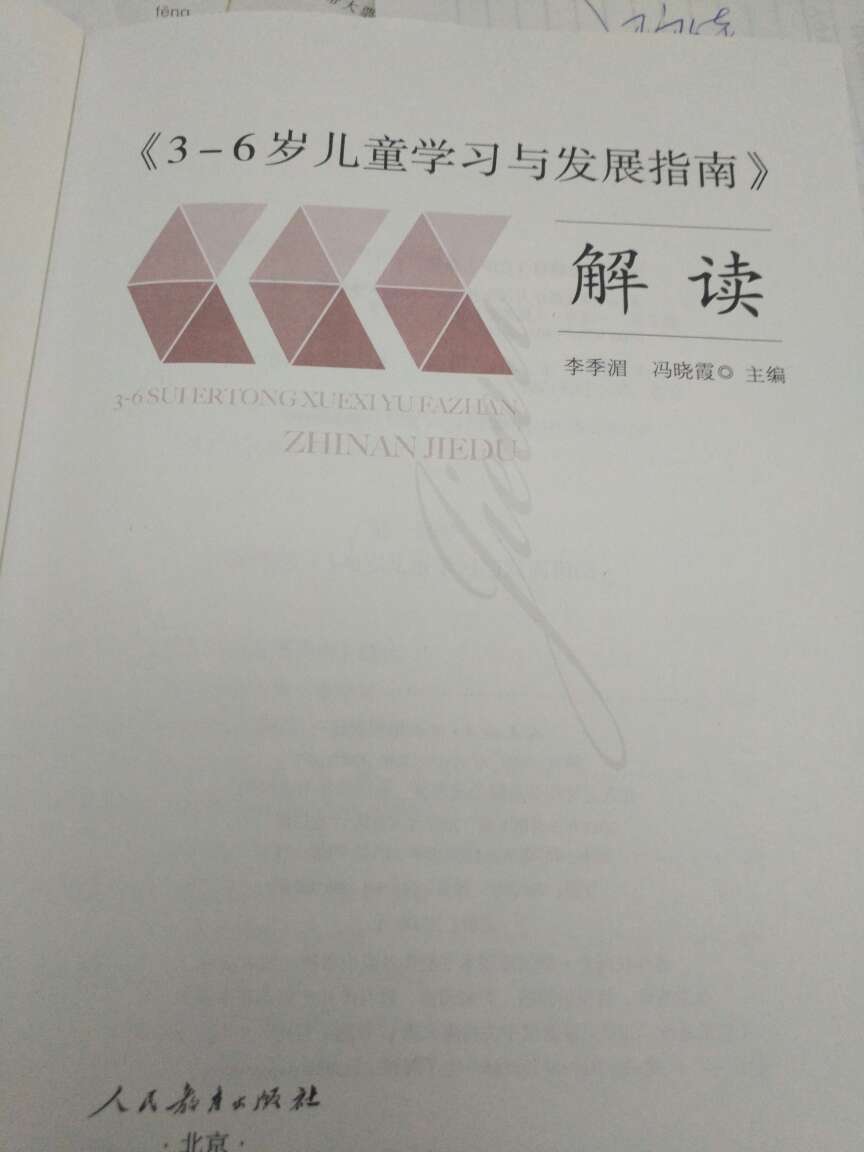 fēng
《3-6岁儿童学习与发展指南》
解读
李季湄 冯晓霞◎主编
3-6 SUI ERTONG XUEXI YU FAZHAN
ZHINAN JIEDU
Jiedu
人民教育出版社
·北京·